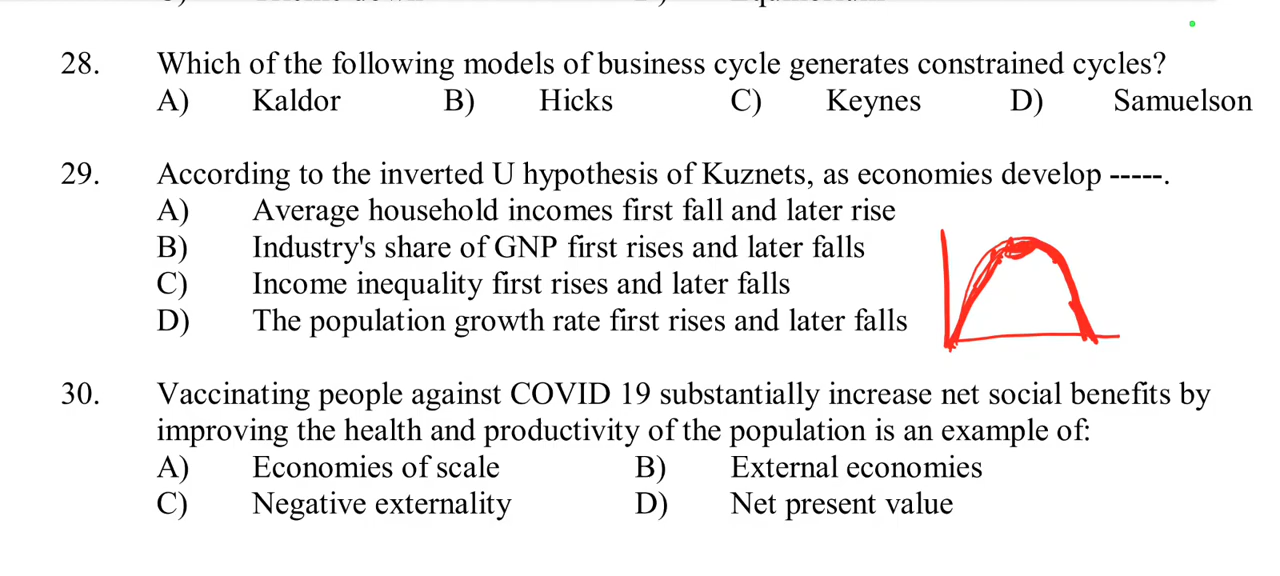 28. Which of the following models of business cycle generates constrained cycles?
A) Kaldor B) Hicks C) Keynes D) Samuelson
29. According to the inverted U hypothesis of Kuznets, as economies develop -----.
A) Average household incomes first fall and later rise
B) Industry's share of GNP first rises and later falls
C) Income inequality first rises and later falls
D) The population growth rate first rises and later falls
30. Vaccinating people against COVID 19 substantially increase net social benefits by
improving the health and productivity of the population is an example of:
A) Economies of scale B) External economies
C) Negative externality D) Net present value